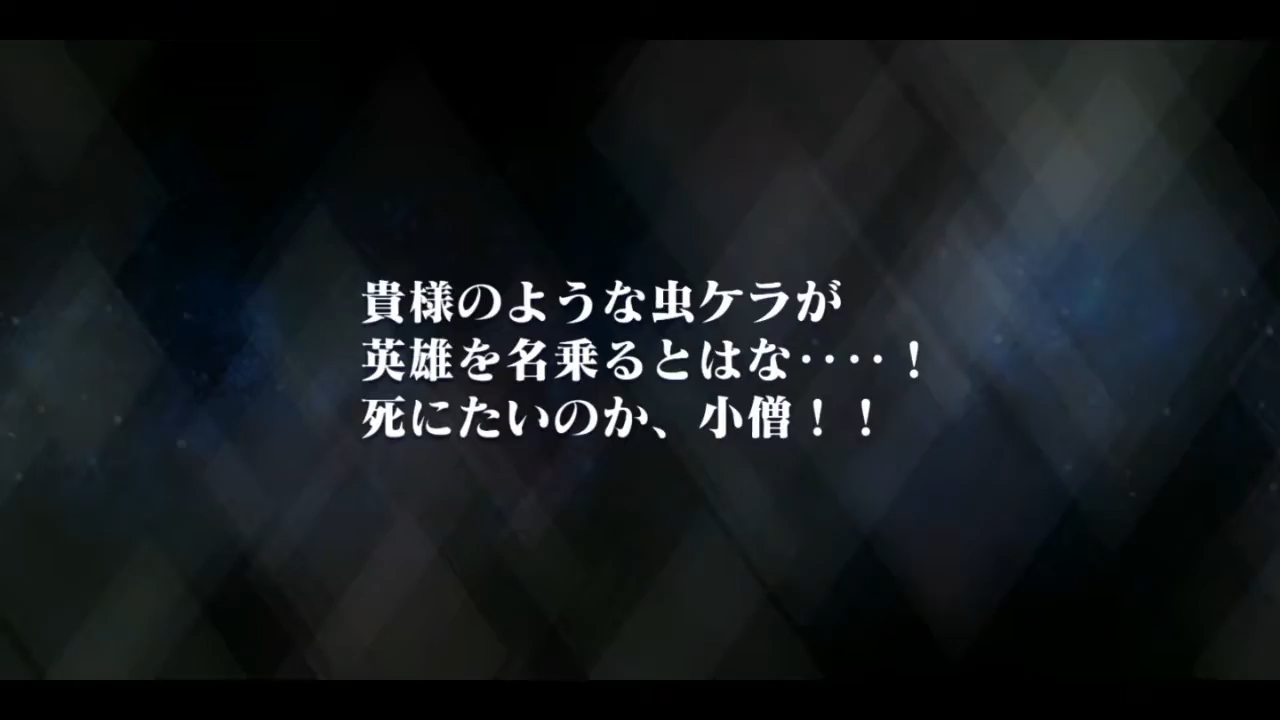 貴様のような虫ケラが
英雄を名乗るとはな‥‥！
死にたいのか、小僧！！